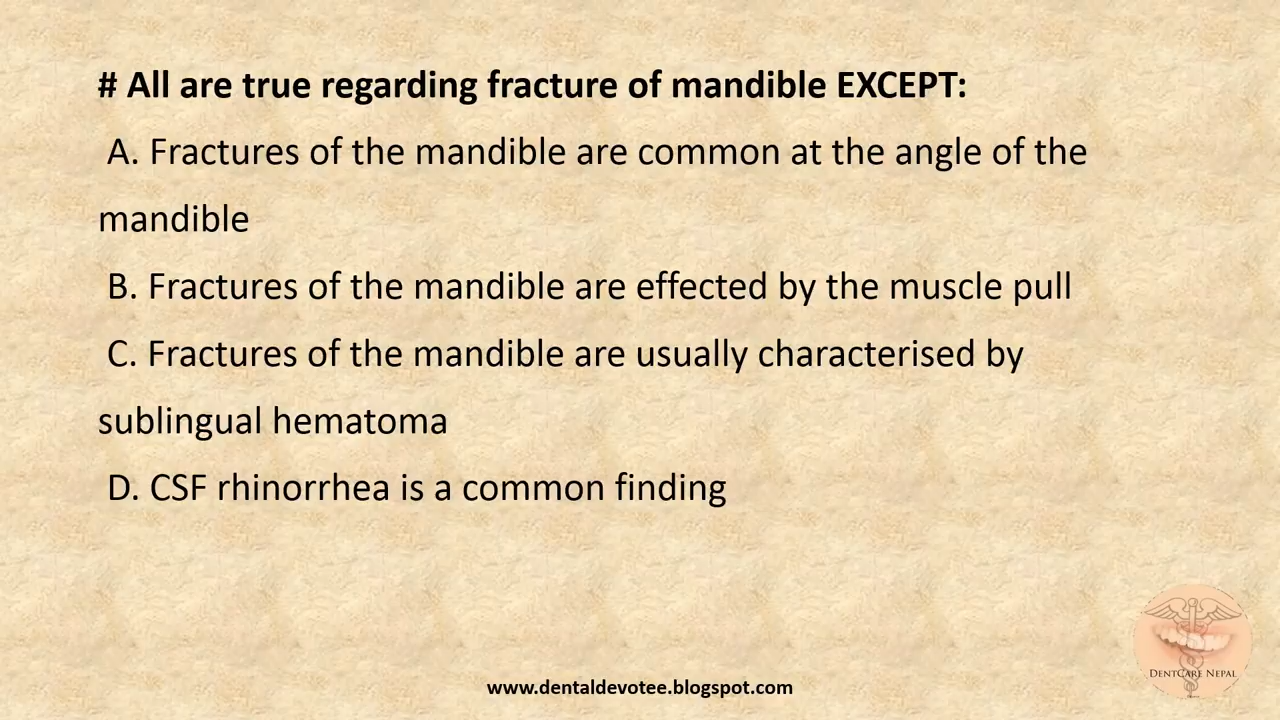 # All are true regarding fracture of mandible EXCEPT:
A. Fractures of the mandible are common at the angle of the
mandible
B. Fractures of the mandible are effected by the muscle pull
C. Fractures of the mandible are usually characterised by
sublingual hematoma
D. CSF rhinorrhea is a common finding
DENTCARE NEPAL
www.dentaldevotee.blogspot.com